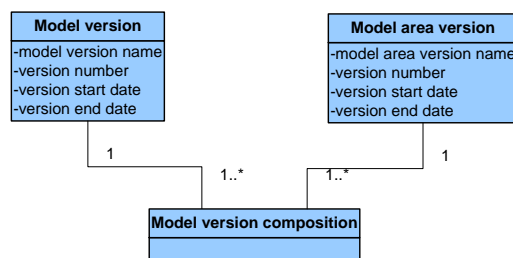 Model version
-model version name
-version number
-version start date
-version end date
Model area version
-model area version name
-version number
-version start date
-version end date
1
1..*
1..*
1
Model version composition